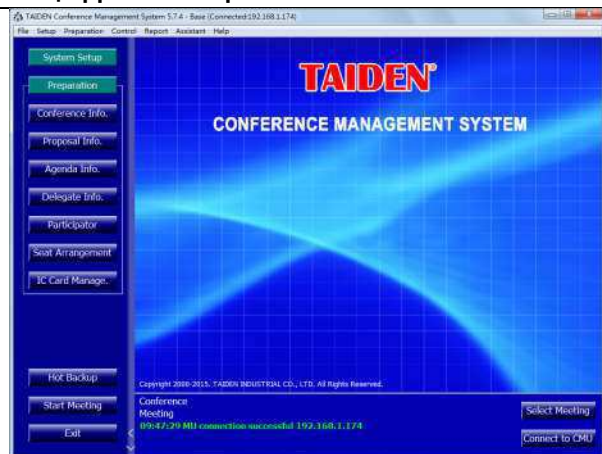 TAIDEN Conference Management System 5.7.4 - Base (Connected:192.168.1.174)
File Setup Preparation Control Report Assistant Help
System Setup
Preparation
Conference Info.
Proposal Info.
Agenda Info.
Delegate Info.
Participator
Seat Arrangement
IC Card Manage.
Hot Backup
Start Meeting
Exit
TAIDEN®
CONFERENCE MANAGEMENT SYSTEM
Copyright 2000-2015. TAIDEN INDUSTRIAL CO., LTD. All Rights Reserved.
Conference
Meeting
09:47:29 MU connection successful 192.168.1.174
Select Meeting
Connect to CMU